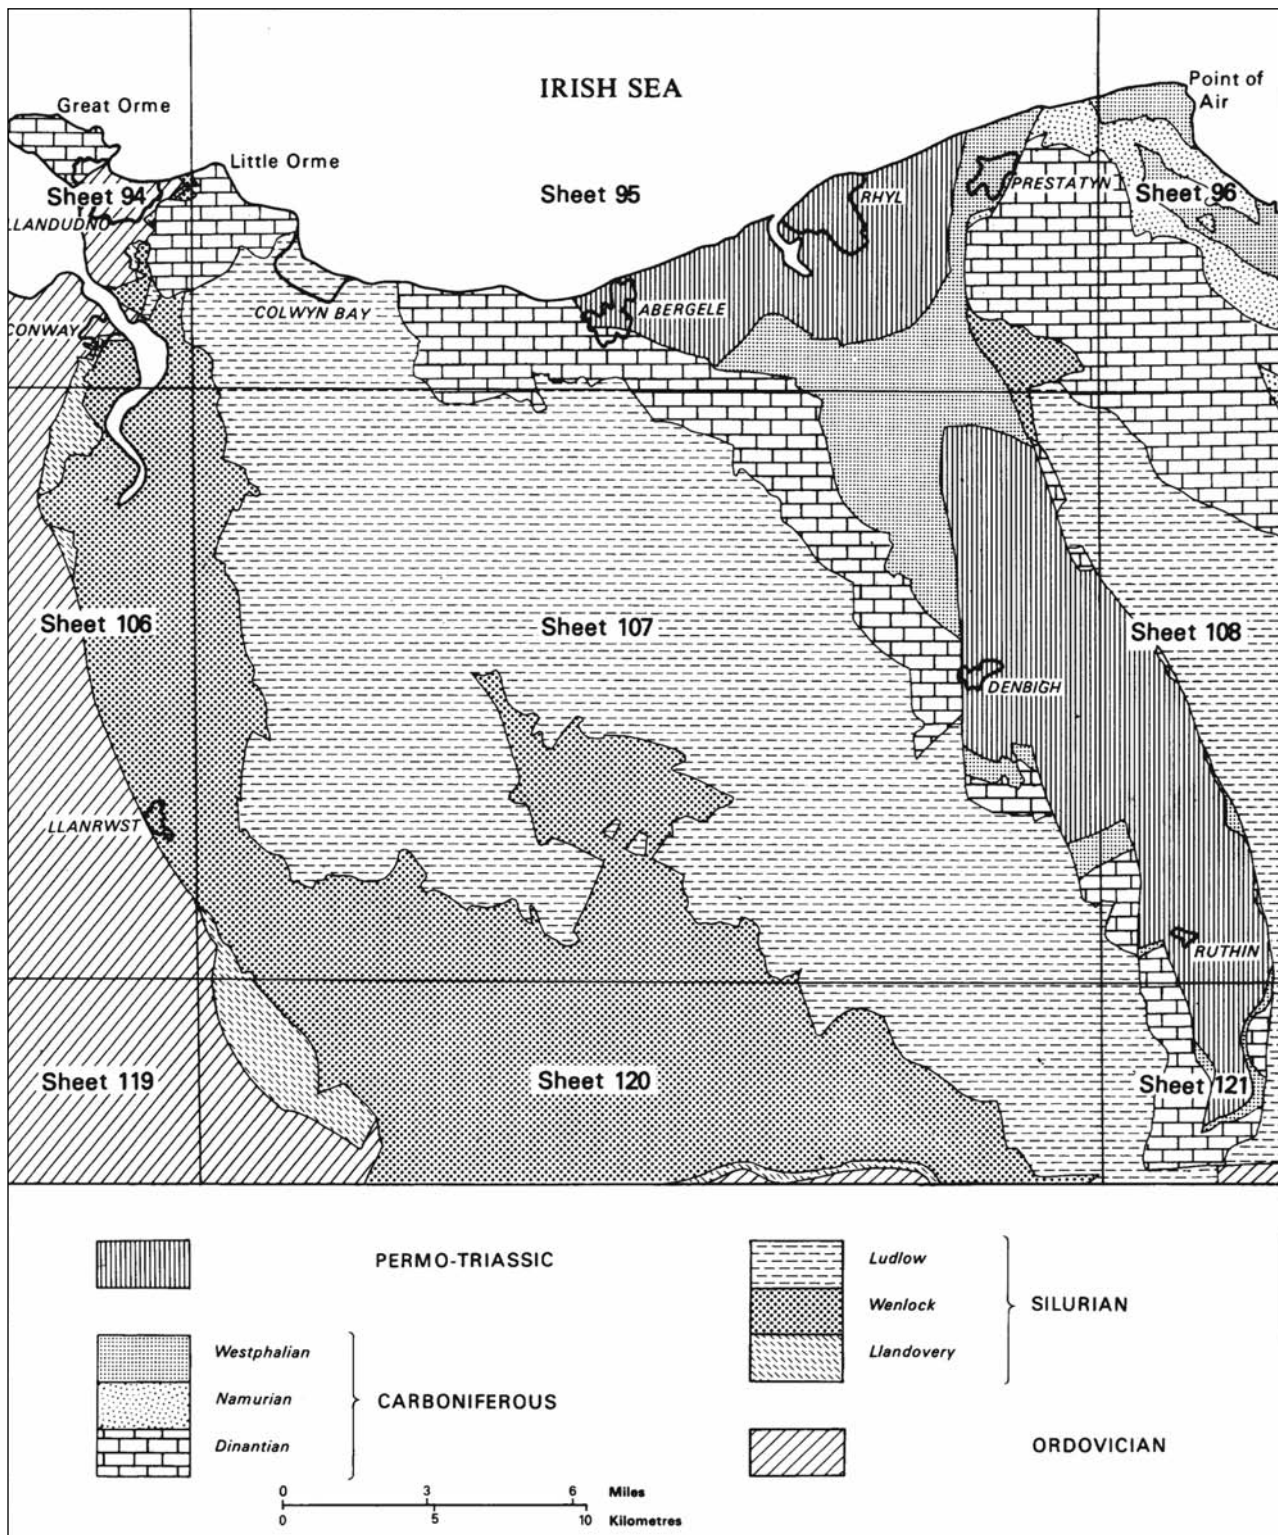 IRISH SEA
Point of
Air
Great Orme
Little Orme
Sheet 94
Sheet 95
Sheet 96
RHYL
PRESTATYN
LLANDUDNO
COLWYN BAY
ABERGELE
CONWAY
Sheet 106
Sheet 107
Sheet 108
DENBIGH
LLANRWST
RUTHIN
Sheet 119
Sheet 120
Sheet 121
PERMO-TRIASSIC
Westphalian
Namurian
Dinantian
CARBONIFEROUS
Ludlow
Wenlock
Llandovery
SILURIAN
ORDOVICIAN
0 3 6 Miles
0 5 10 Kilometres